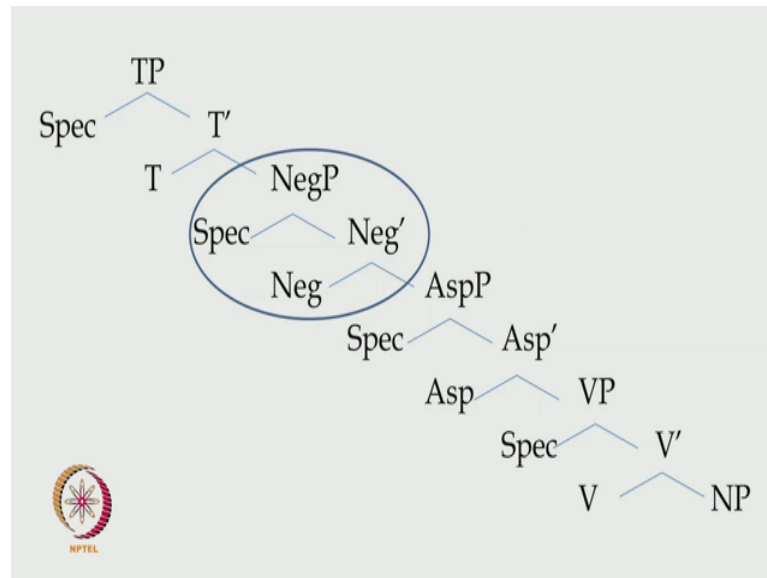 TP
Spec T′
T NegP
Spec Neg′
Neg AspP
Spec Asp′
Asp VP
Spec V′
V NP
NPTEL